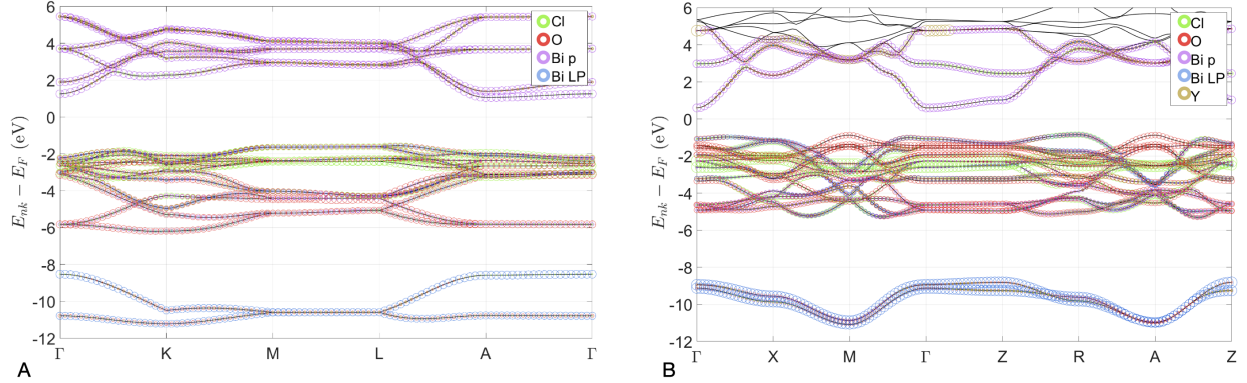 6
4
2
0
-2
-4
-6
-8
-10
-12
E_{nk} − E_F (eV)
Γ K M L A Γ
Cl
O
Bi p
Bi LP
A
6
4
2
0
-2
-4
-6
-8
-10
-12
E_{nk} − E_F (eV)
Γ X M Γ Z R A Z
Cl
O
Bi p
Bi LP
Y
B